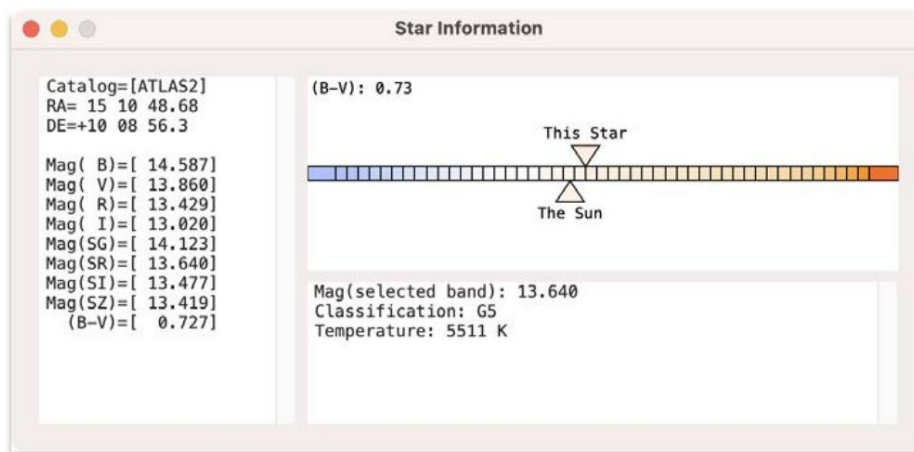 Star Information
Catalog=[ATLAS2]
RA= 15 10 48.68
DE=+10 08 56.3
Mag( B)=[ 14.587]
Mag( V)=[ 13.860]
Mag( R)=[ 13.429]
Mag( I)=[ 13.020]
Mag(SG)=[ 14.123]
Mag(SR)=[ 13.640]
Mag(SI)=[ 13.477]
Mag(SZ)=[ 13.419]
(B-V)=[ 0.727]
(B-V): 0.73
This Star
The Sun
Mag(selected band): 13.640
Classification: G5
Temperature: 5511 K